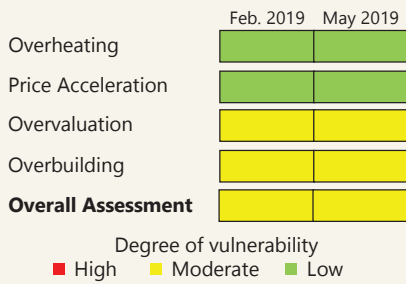 Feb. 2019 May 2019
Overheating
Price Acceleration
Overvaluation
Overbuilding
Overall Assessment
Degree of vulnerability
High Moderate Low